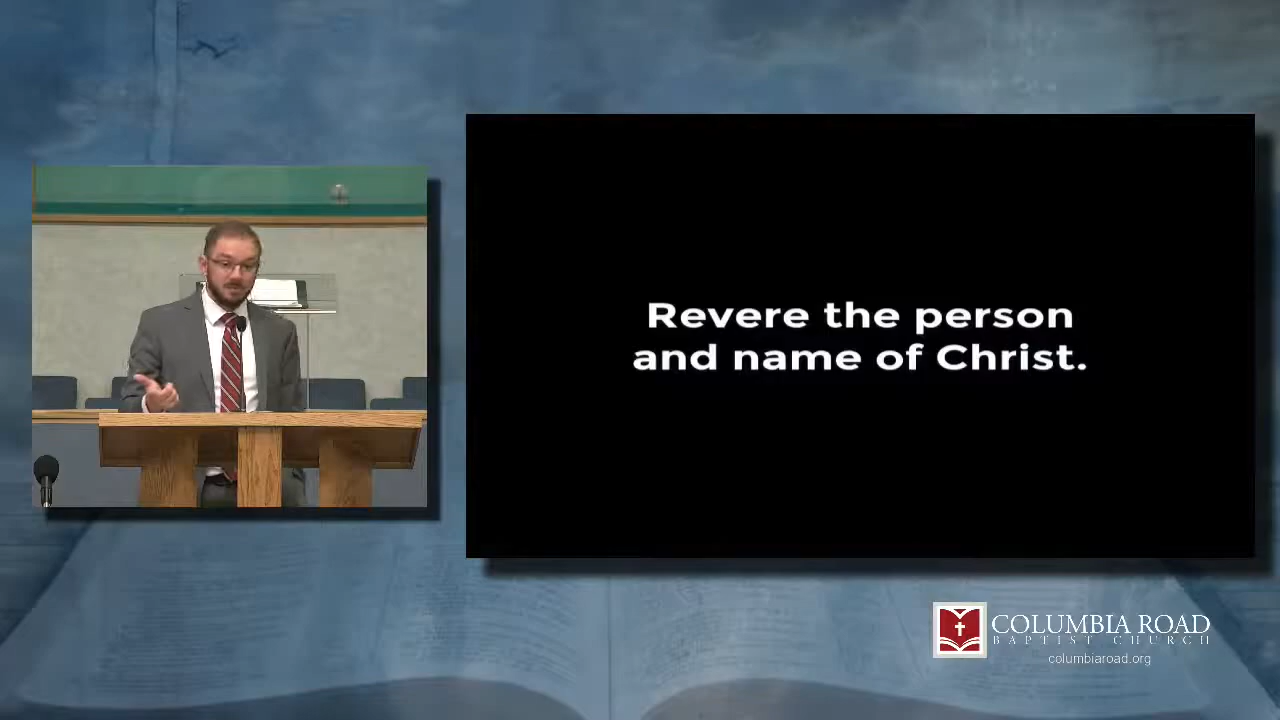 Revere the person
and name of Christ.
COLUMBIA ROAD
BAPTIST CHURCH
columbiaroad.org